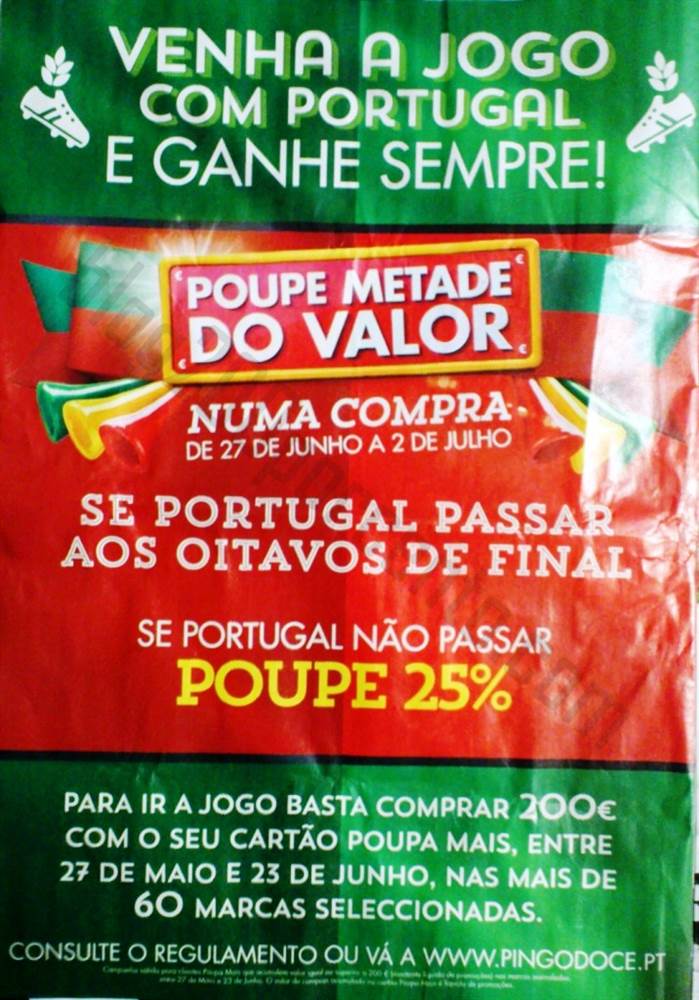 VENHA A JOGO
COM PORTUGAL
E GANHE SEMPRE!
POUPE METADE
DO VALOR
NUMA COMPRA
DE 27 DE JUNHO A 2 DE JULHO
SE PORTUGAL PASSAR
AOS OITAVOS DE FINAL
SE PORTUGAL NÃO PASSAR
POUPE 25%
PARA IR A JOGO BASTA COMPRAR 200€
COM O SEU CARTÃO POUPA MAIS, ENTRE
27 DE MAIO E 23 DE JUNHO, NAS MAIS DE
60 MARCAS SELECCIONADAS.
CONSULTE O REGULAMENTO OU VÁ A WWW.PINGODOCE.PT